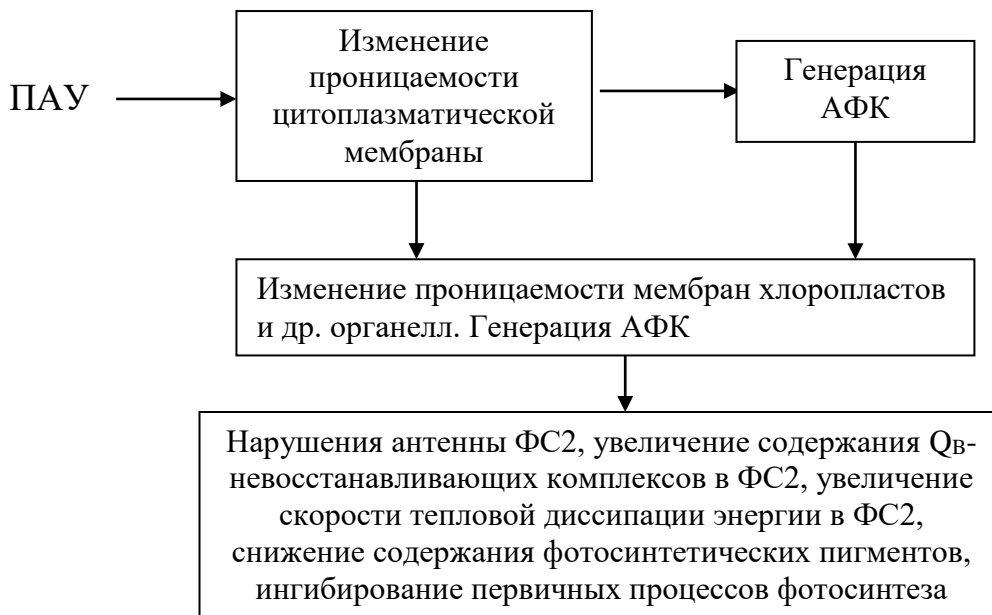 ПАУ
Изменение
проницаемости
цитоплазматической
мембраны
Генерация
АФК
Изменение проницаемости мембран хлоропластов
и др. органелл. Генерация АФК
Нарушения антенны ФС2, увеличение содержания QB-
невосстанавливающих комплексов в ФС2, увеличение
скорости тепловой диссипации энергии в ФС2,
снижение содержания фотосинтетических пигментов,
ингибирование первичных процессов фотосинтеза